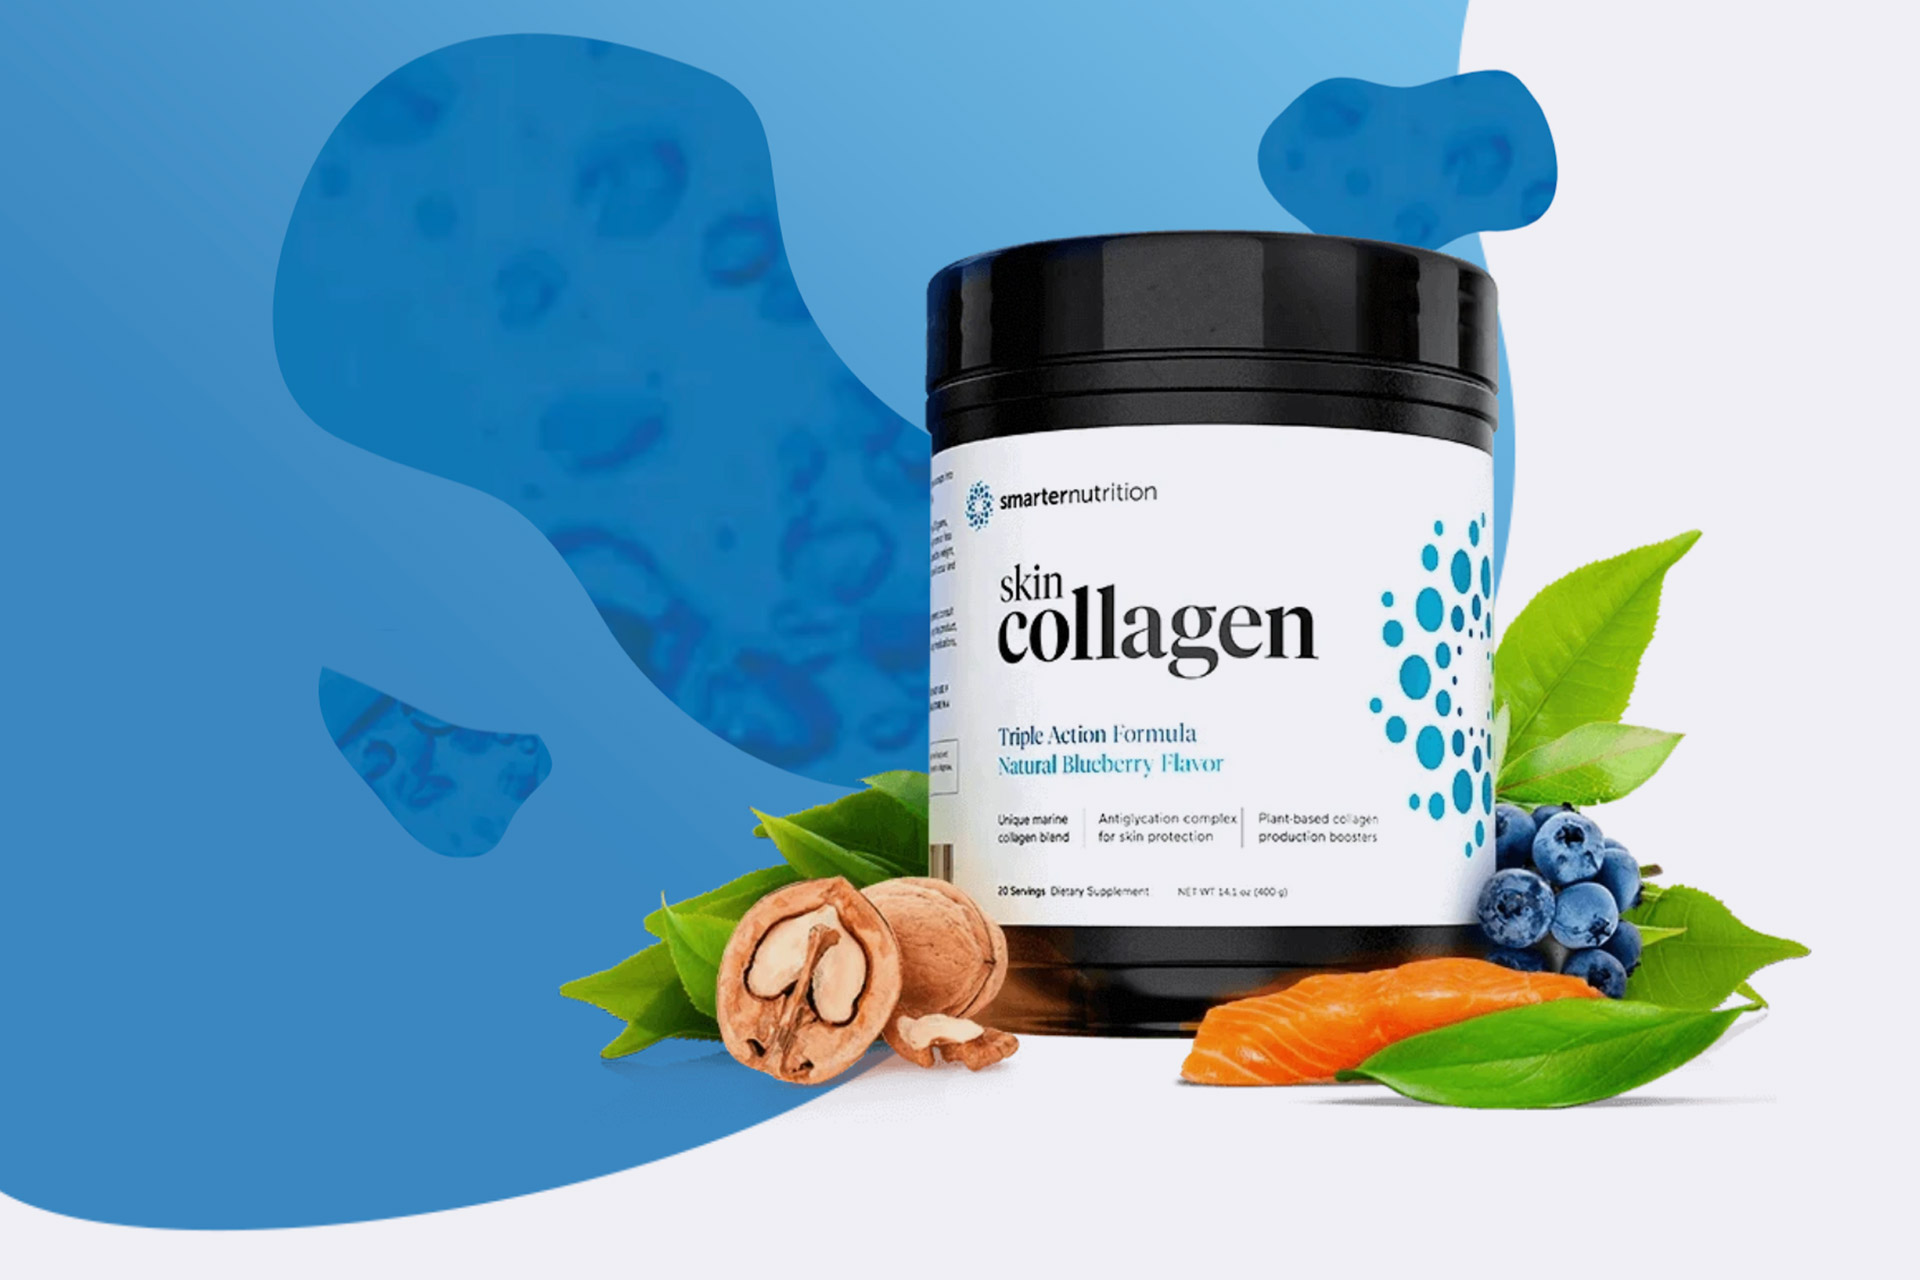 smarternutrition
skin
collagen
Triple Action Formula
Natural Blueberry Flavor
Unique marine
collagen blend
Antiglycation complex
for skin protection
Plant-based collagen
production boosters
20 Servings Dietary Supplement NET WT 14.1 oz (400 g)